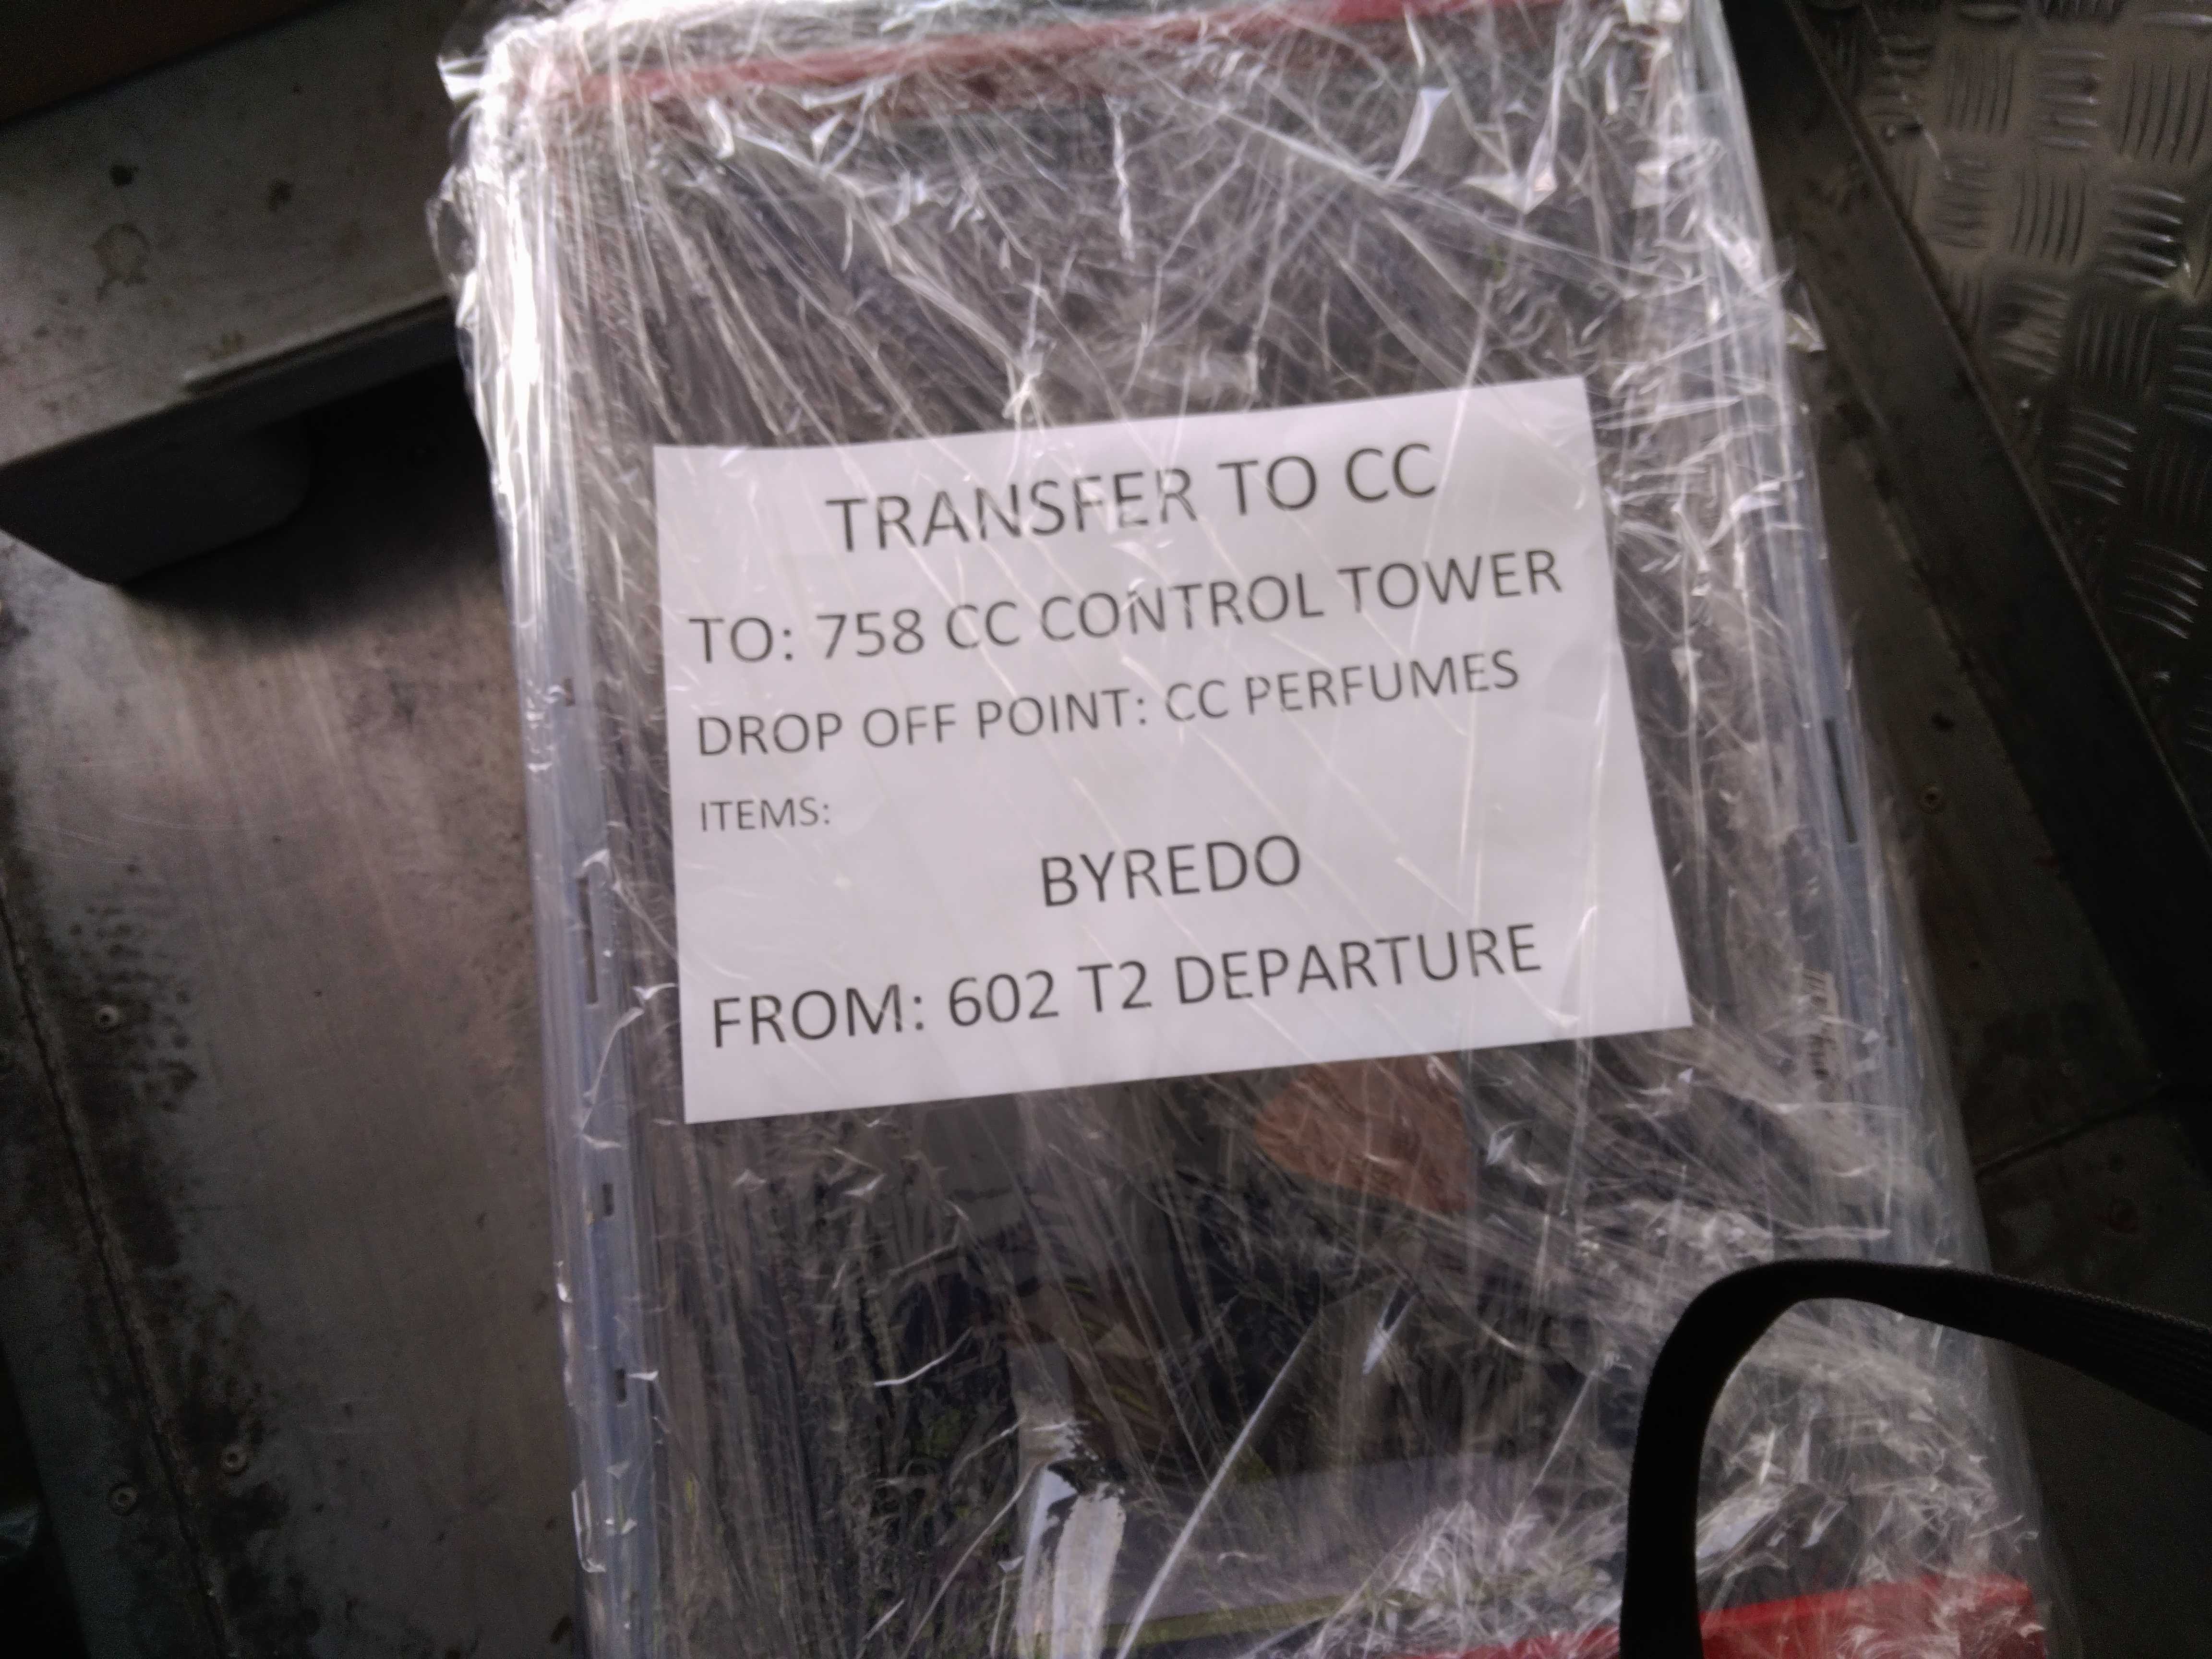 TRANSFER TO CC
TO: 758 CC CONTROL TOWER
DROP OFF POINT: CC PERFUMES
ITEMS:
BYREDO
FROM: 602 T2 DEPARTURE